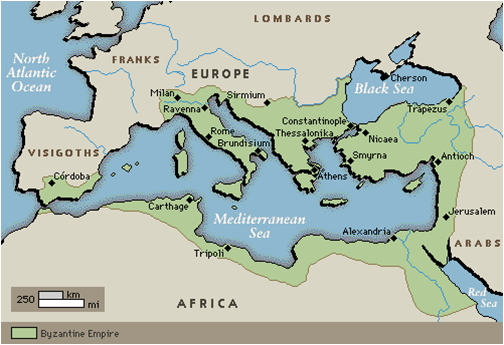 LOMBARDS
North
Atlantic
Ocean
FRANKS
EUROPE
Cherson
Black Sea
Milan
Sirmium
Ravenna
Trapezus
Constantinople
Rome
Thessalonika
Nicaea
Brundisium
VISIGOTHS
Smyrna
Antioch
Córdoba
Athens
Carthage
Mediterranean
Sea
Jerusalem
Alexandria
ARABS
Tripoli
Red
Sea
250
km
mi
AFRICA
Byzantine Empire